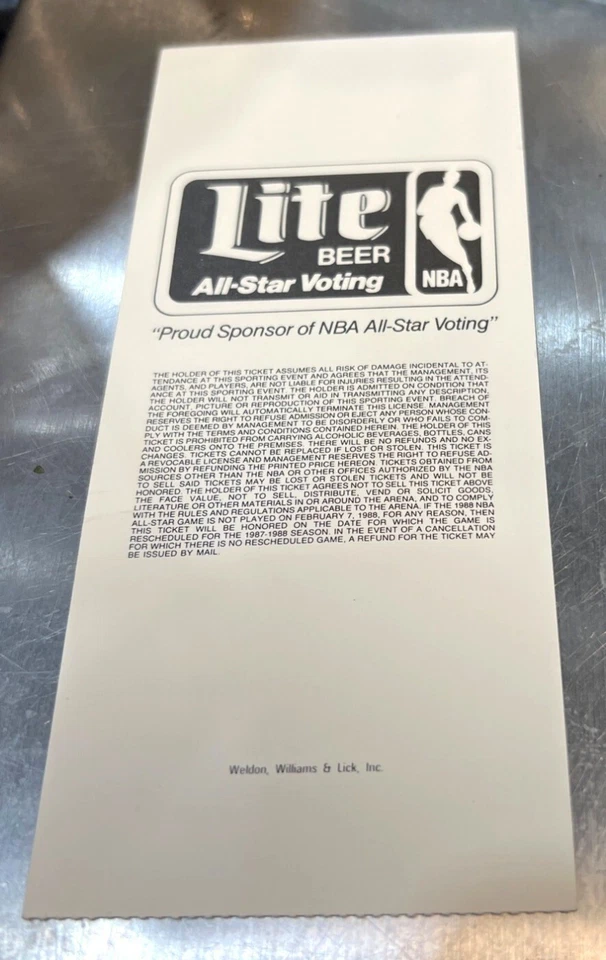 Lite
BEER
All-Star Voting
NBA
"Proud Sponsor of NBA All-Star Voting"
THE HOLDER OF THIS TICKET ASSUMES ALL RISK OF DAMAGE INCIDENTAL TO AT-
TENDANCE AT THIS SPORTING EVENT AND AGREES THAT THE MANAGEMENT, ITS
AGENTS, AND PLAYERS, ARE NOT LIABLE FOR INJURIES RESULTING IN THE ATTEND-
ANCE AT THIS SPORTING EVENT. THE HOLDER IS ADMITTED ON CONDITION THAT
THE HOLDER WILL NOT TRANSMIT OR AID IN TRANSMITTING ANY DESCRIPTION,
ACCOUNT, PICTURE OR REPRODUCTION OF THIS SPORTING EVENT. BREACH OF
THE FOREGOING WILL AUTOMATICALLY TERMINATE THIS LICENSE. MANAGEMENT
RESERVES THE RIGHT TO REFUSE ADMISSION OR EJECT ANY PERSON WHOSE CON-
DUCT IS DEEMED BY MANAGEMENT TO BE DISORDERLY OR WHO FAILS TO COM-
PLY WITH THE TERMS AND CONDITIONS CONTAINED HEREIN. THE HOLDER OF THIS
TICKET IS PROHIBITED FROM CARRYING ALCOHOLIC BEVERAGES, BOTTLES, CANS
AND COOLERS ONTO THE PREMISES. THERE WILL BE NO REFUNDS AND NO EX-
CHANGES. TICKETS CANNOT BE REPLACED IF LOST OR STOLEN. THIS TICKET IS
A REVOCABLE LICENSE AND MANAGEMENT RESERVES THE RIGHT TO REFUSE AD-
MISSION BY REFUNDING THE PRINTED PRICE HEREON. TICKETS OBTAINED FROM
SOURCES OTHER THAN THE NBA OR OTHER OFFICES AUTHORIZED BY THE NBA
TO SELL SAID TICKETS MAY BE LOST OR STOLEN TICKETS AND WILL NOT BE
HONORED. THE HOLDER OF THIS TICKET AGREES NOT TO SELL THIS TICKET ABOVE
THE FACE VALUE, NOT TO SELL, DISTRIBUTE, VEND OR SOLICIT GOODS,
LITERATURE OR OTHER MATERIALS IN OR AROUND THE ARENA, AND TO COMPLY
WITH THE RULES AND REGULATIONS APPLICABLE TO THE ARENA. IF THE 1988 NBA
ALL-STAR GAME IS NOT PLAYED ON FEBRUARY 7, 1988, FOR ANY REASON, THEN
THIS TICKET WILL BE HONORED ON THE DATE FOR WHICH THE GAME IS
RESCHEDULED FOR THE 1987-1988 SEASON. IN THE EVENT OF A CANCELLATION
FOR WHICH THERE IS NO RESCHEDULED GAME, A REFUND FOR THE TICKET MAY
BE ISSUED BY MAIL.
Weldon, Williams & Lick, Inc.